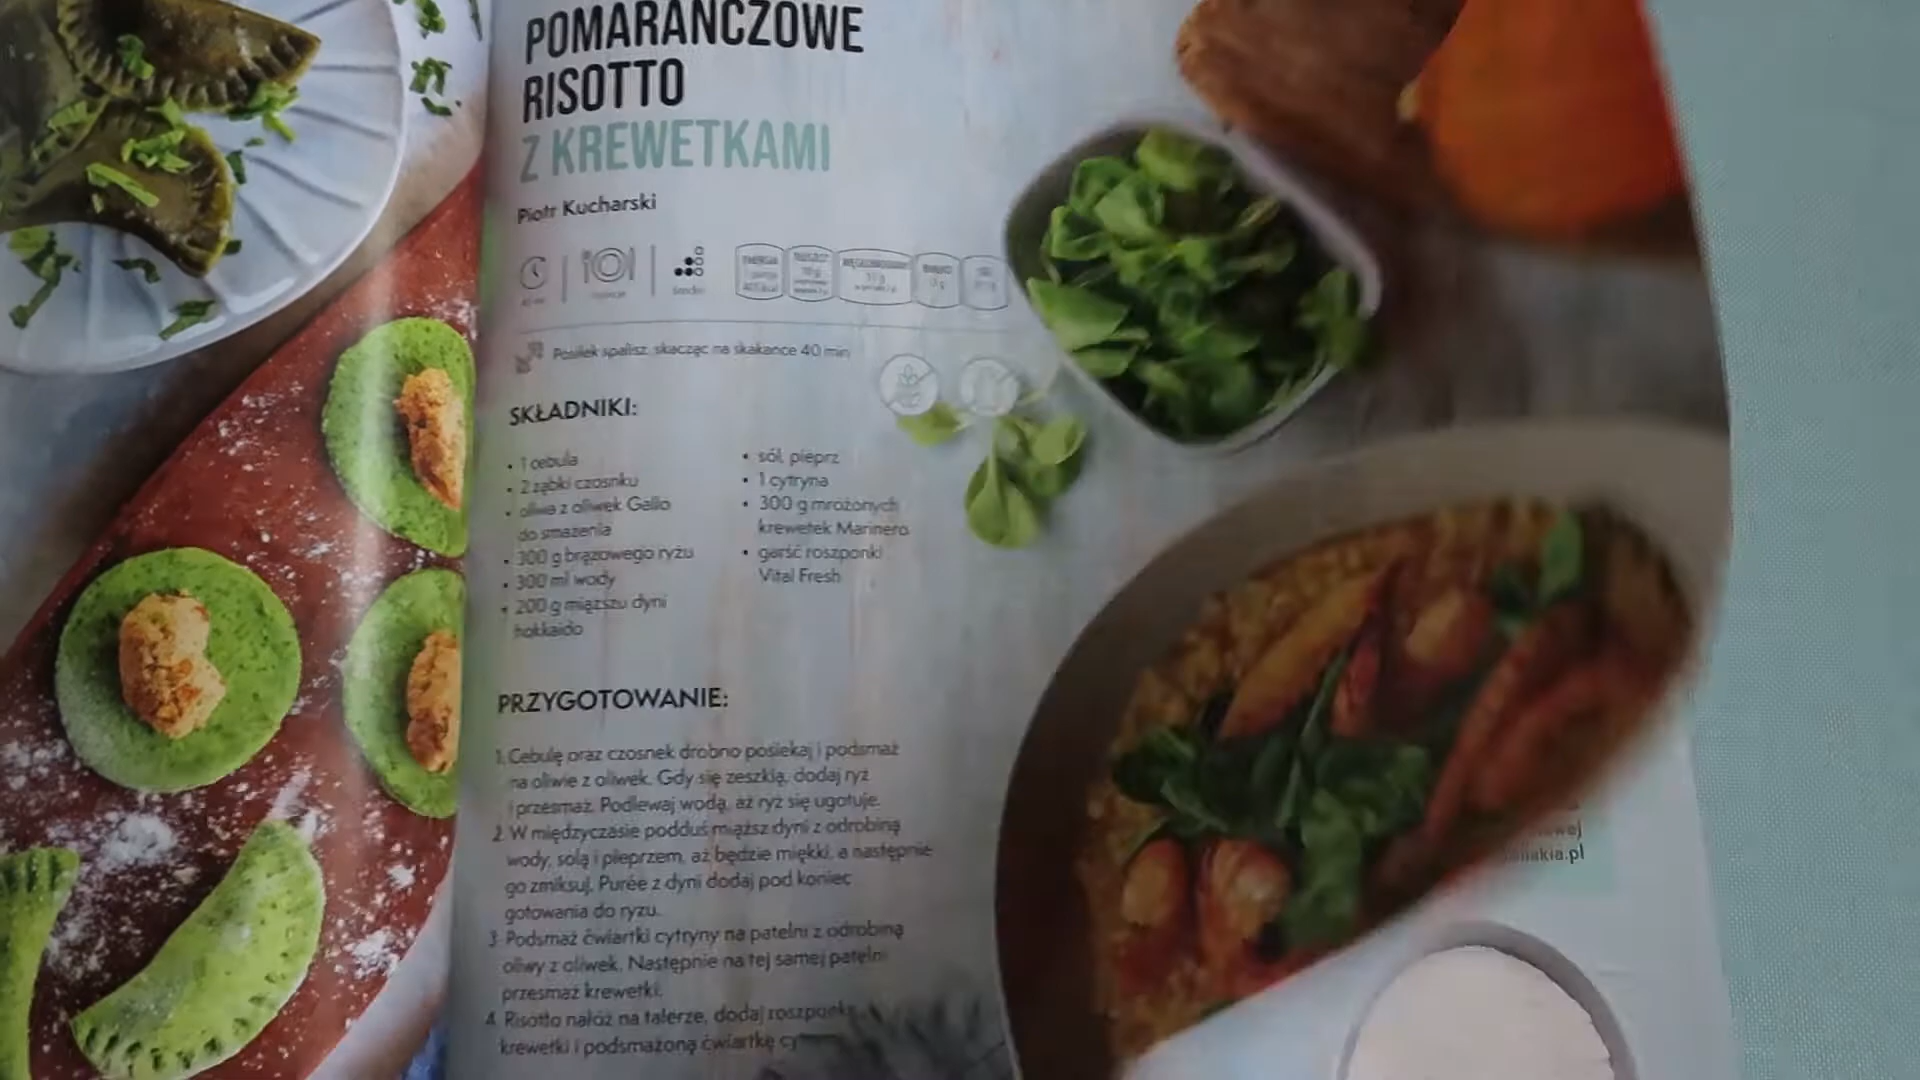 POMARAŃCZOWE
RISOTTO
Z KREWETKAMI
Piotr Kucharski
Posiłek spalisz, skacząc na skakance 40 min
SKŁADNIKI:
• 1 cebula
• 2 ząbki czosnku
• oliwa z oliwek Gallo
do smażenia
• 300 g brązowego ryżu
• 300 ml wody
• 200 g miąższu dyni
hokkaido
• sól, pieprz
• 1 cytryna
• 300 g mrożonych
krewetek Marinero
• garść roszponki
Vital Fresh
PRZYGOTOWANIE:
1. Cebulę oraz czosnek drobno posiekaj i podsmaż
na oliwie z oliwek. Gdy się zeszklą, dodaj ryż
i przesmaż. Podlewaj wodą, aż ryż się ugotuje.
2. W międzyczasie podduś miąższ dyni z odrobiną
wody, solą i pieprzem, aż będzie miękki, a następnie
go zmiksuj. Purée z dyni dodaj pod koniec
gotowania do ryżu.
3. Podsmaż ćwiartki cytryny na patelni z odrobiną
oliwy z oliwek. Następnie na tej samej patelni
przesmaż krewetki.
4. Risotto nałóż na talerze, dodaj roszponkę
krewetki i podsmażoną ćwiartkę